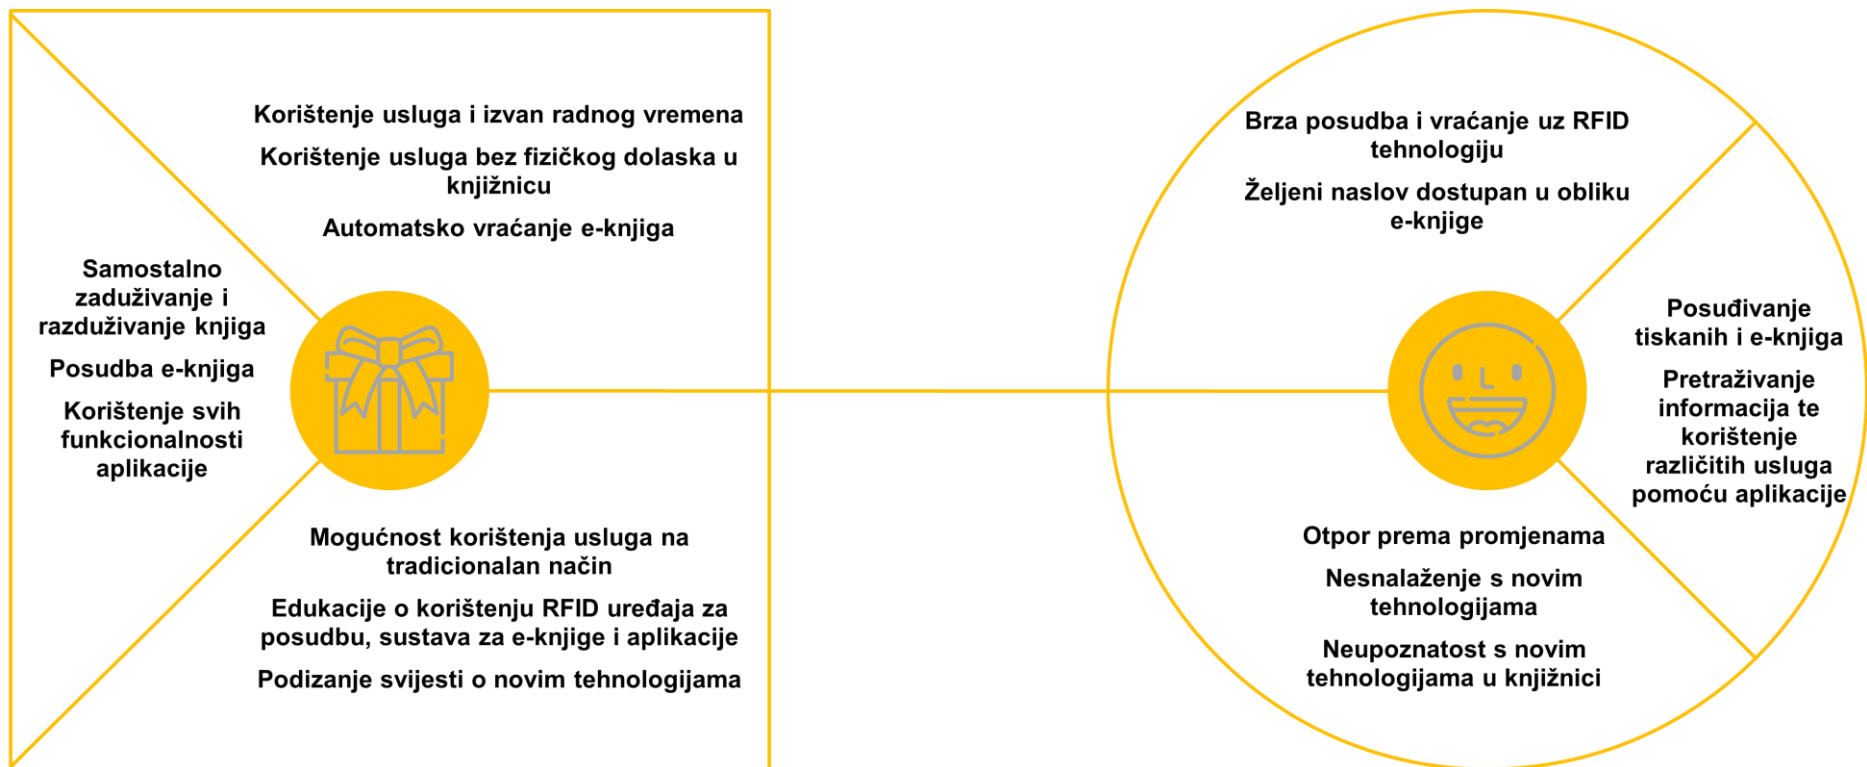 Korištenje usluga i izvan radnog vremena
Korištenje usluga bez fizičkog dolaska u
knjižnicu
Automatsko vraćanje e-knjiga
Samostalno
zaduživanje i
razduživanje knjiga
Posudba e-knjiga
Korištenje svih
funkcionalnosti
aplikacije
Mogućnost korištenja usluga na
tradicionalan način
Edukacije o korištenju RFID uređaja za
posudbu, sustava za e-knjige i aplikacije
Podizanje svijesti o novim tehnologijama
Brza posudba i vraćanje uz RFID
tehnologiju
Željeni naslov dostupan u obliku
e-knjige
Posuđivanje
tiskanih i e-knjiga
Pretraživanje
informacija te
korištenje
različitih usluga
pomoću aplikacije
Otpor prema promjenama
Nesnalaženje s novim
tehnologijama
Neupoznatost s novim
tehnologijama u knjižnici